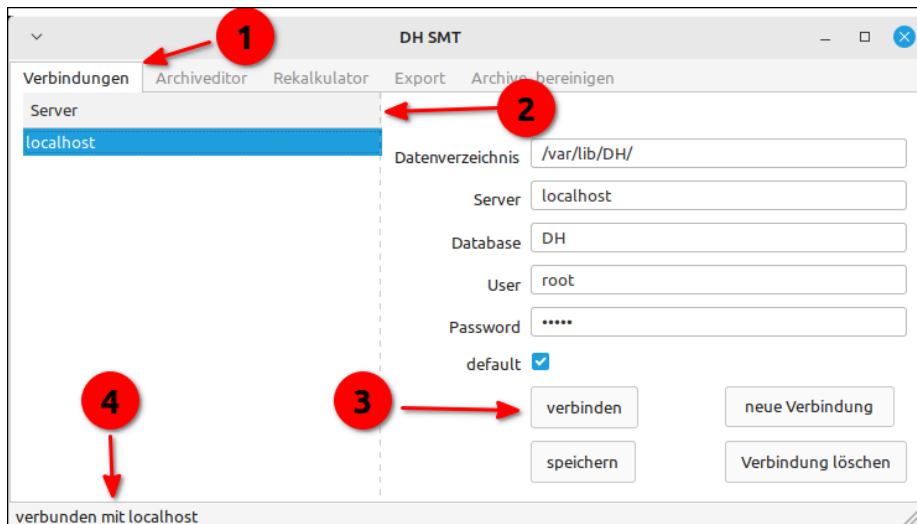 1
DH SMT
Verbindungen Archiveditor Rekalkulator Export Archive bereinigen
2
Server
localhost
Datenverzeichnis /var/lib/DH/
Server localhost
Database DH
User root
Password •••••
default
3
verbinden neue Verbindung
4
speichern Verbindung löschen
verbunden mit localhost